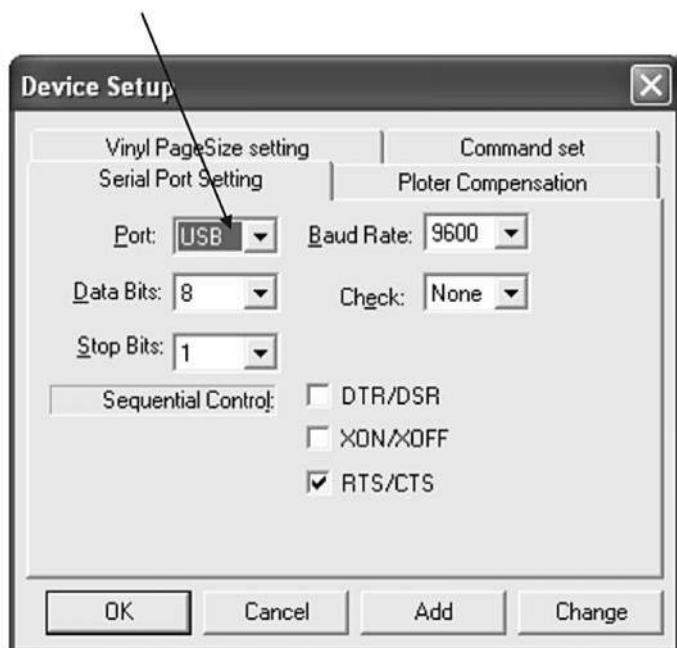 Device Setup
Vinyl PageSize setting Command set
Serial Port Setting Ploter Compensation
Port: USB Baud Rate: 9600
Data Bits: 8 Check: None
Stop Bits: 1
Sequential Control: DTR/DSR
XON/XOFF
RTS/CTS
OK Cancel Add Change